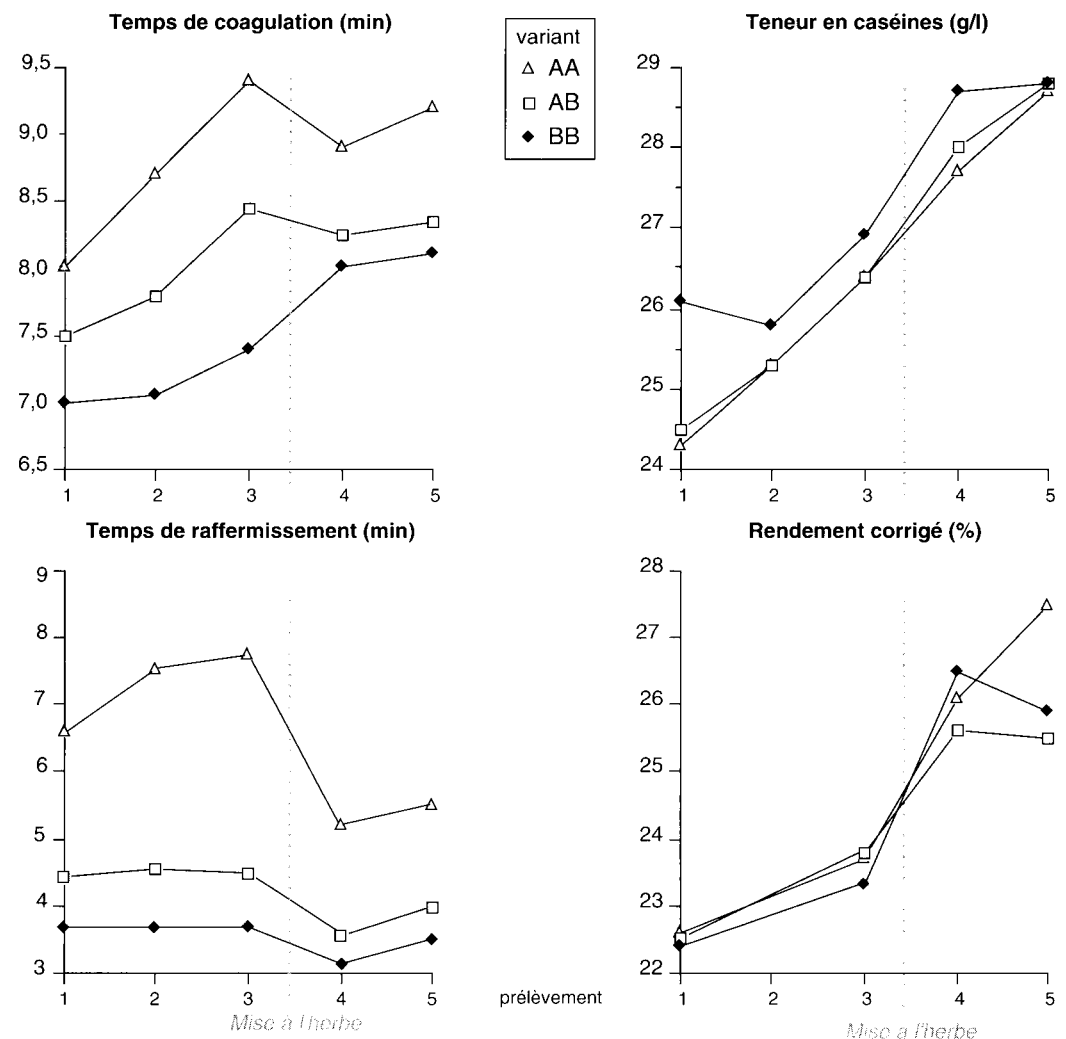 Temps de coagulation (min)
9,5
9,0
8,5
8,0
7,5
7,0
6,5
1 2 3 4 5
variant
AA
AB
BB
Teneur en caséines (g/l)
29
28
27
26
25
24
1 2 3 4 5
Temps de raffermissement (min)
9
8
7
6
5
4
3
1 2 3 4 5
Mise à l'herbe
prélèvement
Rendement corrigé (%)
28
27
26
25
24
23
22
1 2 3 4 5
Mise a l'herbe